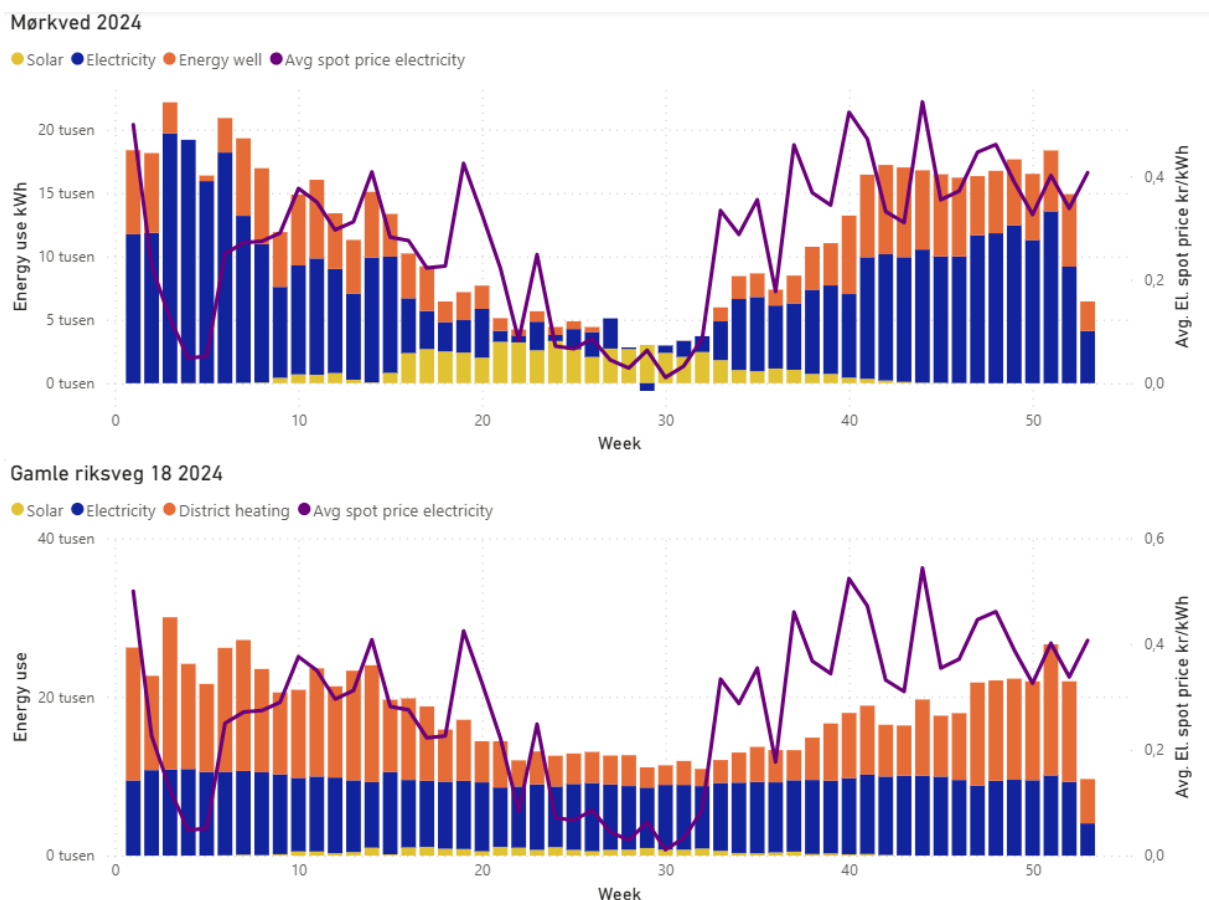 Mørkved 2024
Solar Electricity Energy well Avg spot price electricity
20 tusen
15 tusen
10 tusen
5 tusen
0 tusen
Energy use kWh
0,4
0,2
0,0
Avg. El. spot price kr/kWh
0 10 20 30 40 50
Week
Gamle riksveg 18 2024
Solar Electricity District heating Avg spot price electricity
40 tusen
20 tusen
0 tusen
Energy use
0,6
0,4
0,2
0,0
Avg. El. spot price kr/kWh
0 10 20 30 40 50
Week